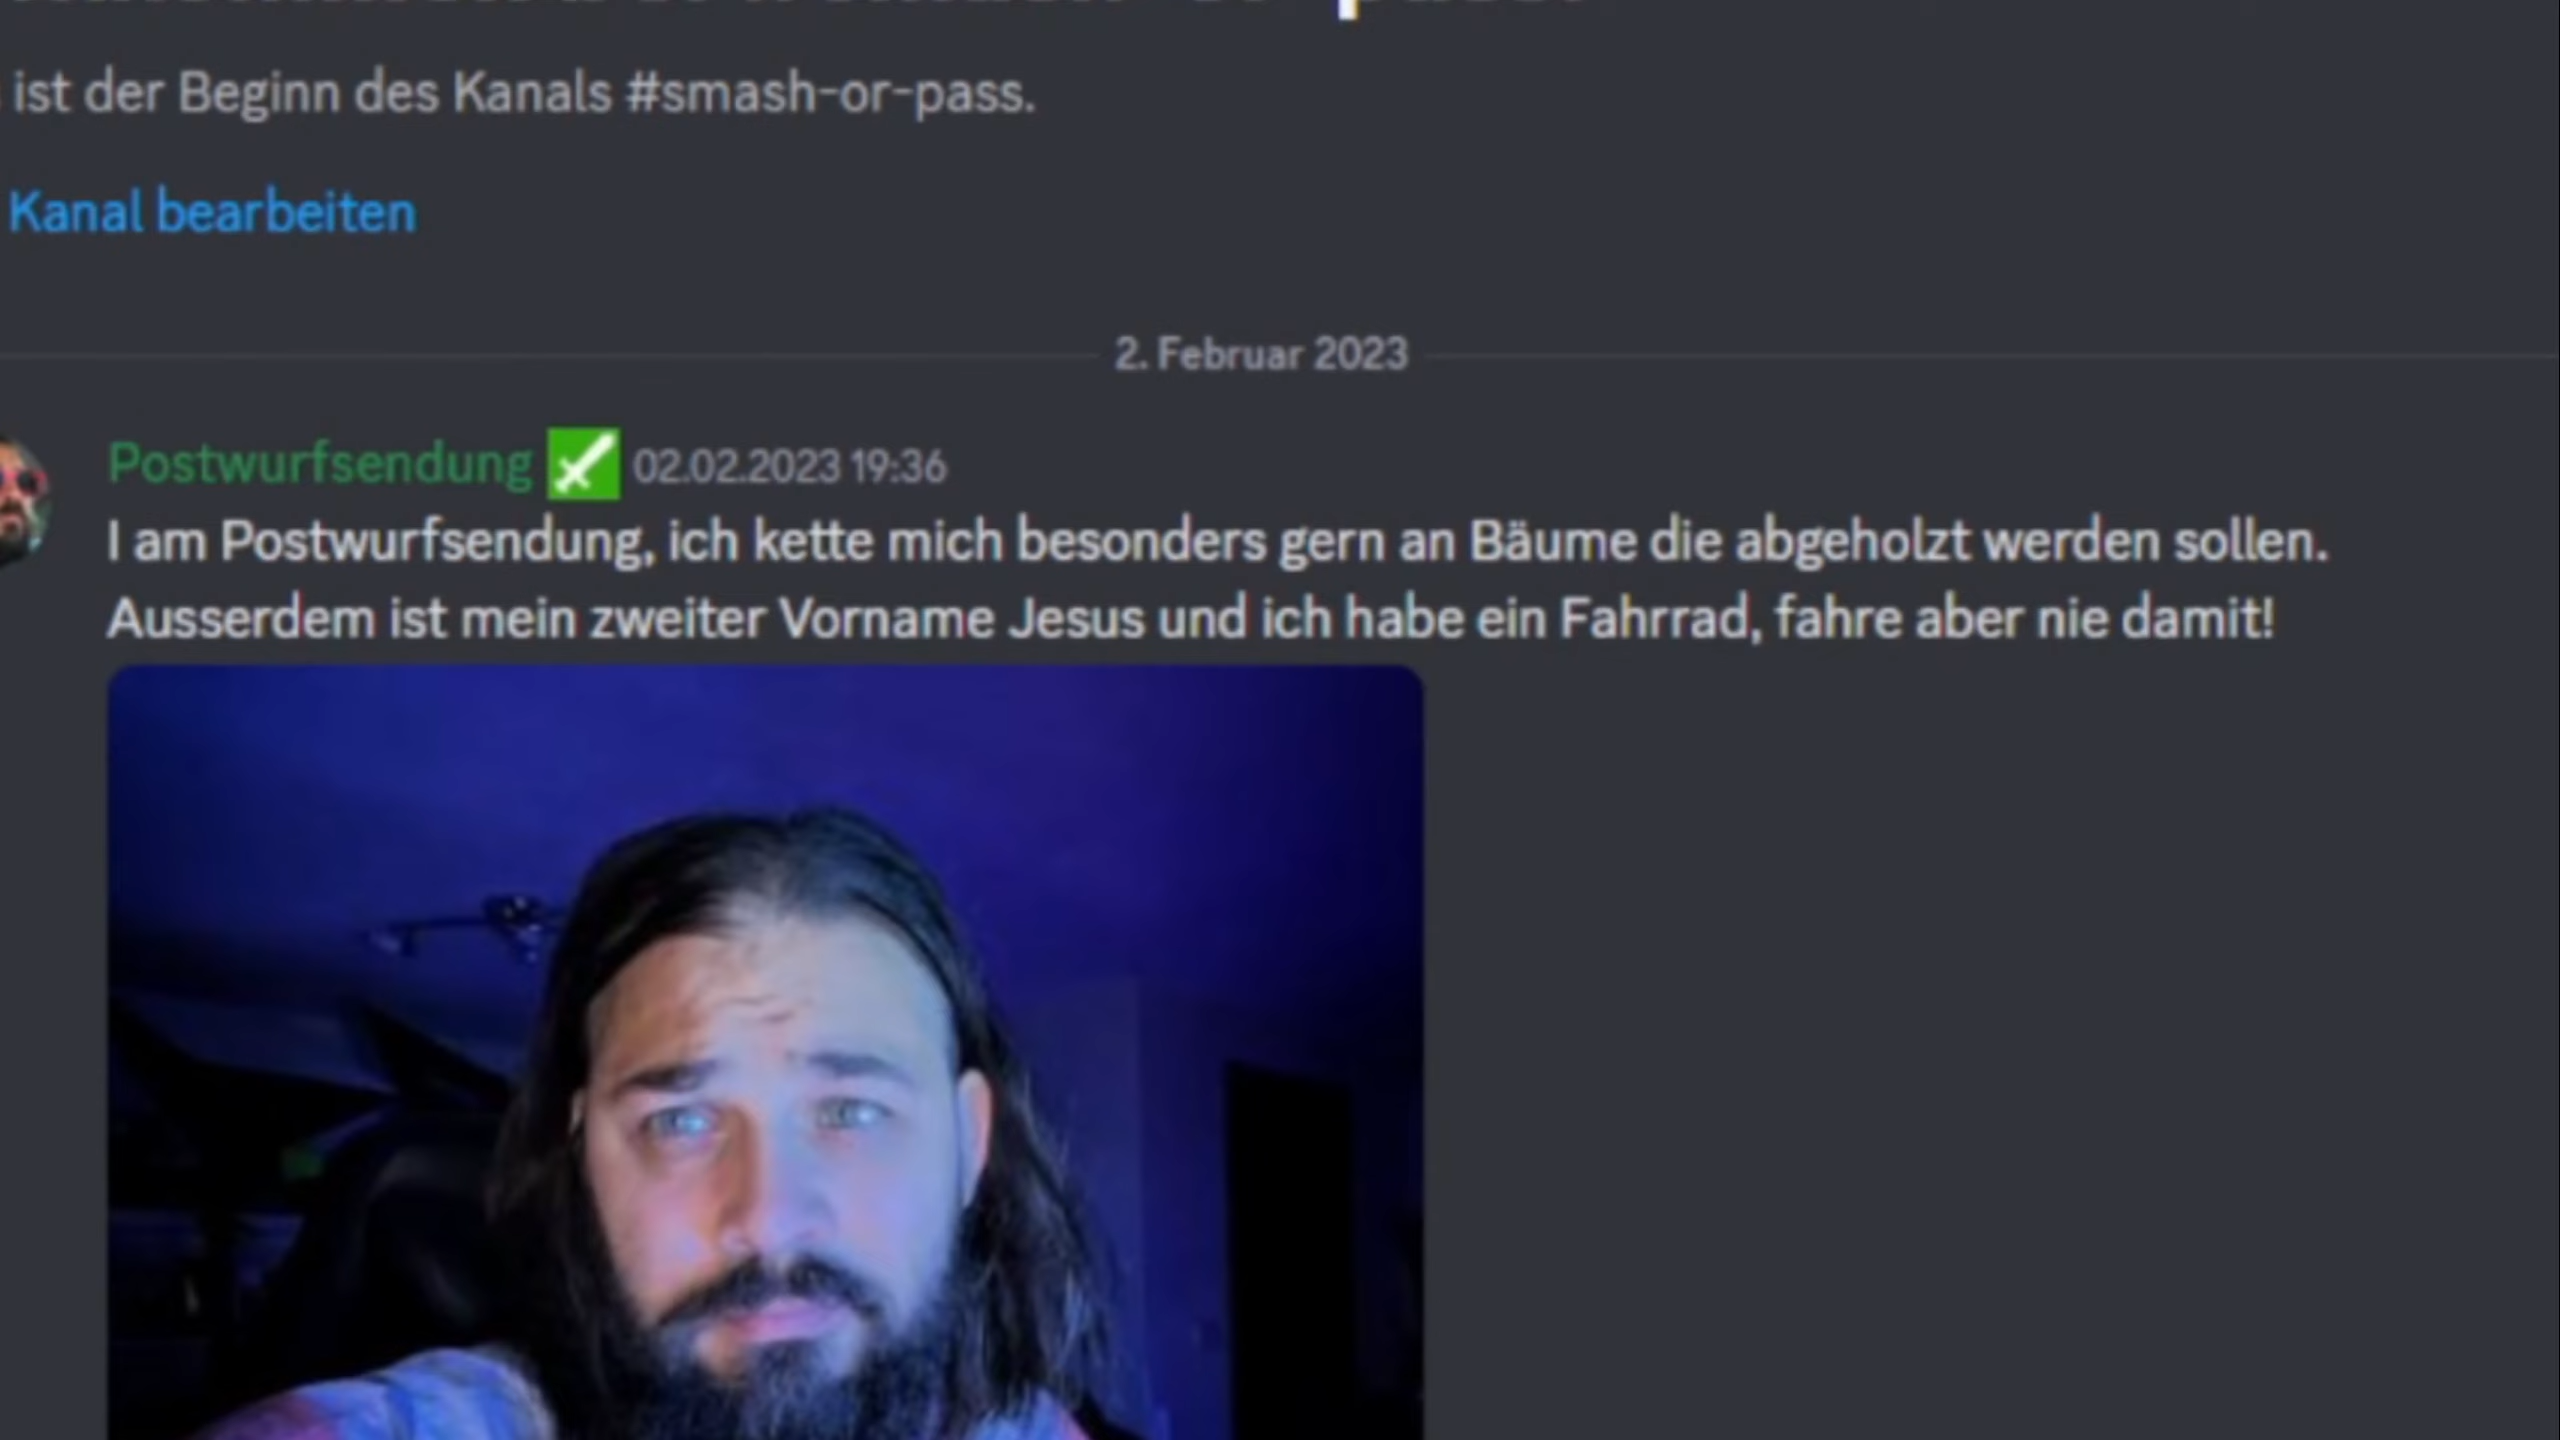 ist der Beginn des Kanals #smash-or-pass.
Kanal bearbeiten
2. Februar 2023
Postwurfsendung 02.02.2023 19:36
I am Postwurfsendung, ich kette mich besonders gern an Bäume die abgeholzt werden sollen.
Ausserdem ist mein zweiter Vorname Jesus und ich habe ein Fahrrad, fahre aber nie damit!